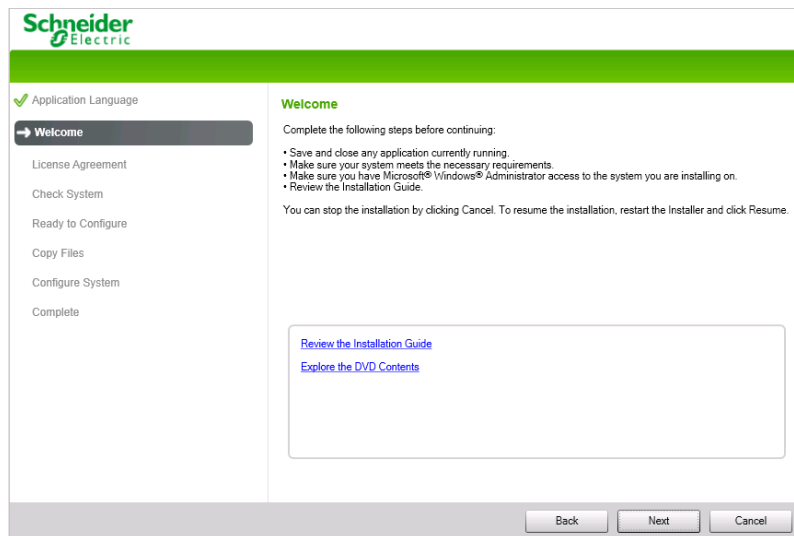 Schneider
Electric
Application Language
Welcome
License Agreement
Check System
Ready to Configure
Copy Files
Configure System
Complete
Welcome
Complete the following steps before continuing:
• Save and close any application currently running.
• Make sure your system meets the necessary requirements.
• Make sure you have Microsoft® Windows® Administrator access to the system you are installing on.
• Review the Installation Guide.
You can stop the installation by clicking Cancel. To resume the installation, restart the Installer and click Resume.
Review the Installation Guide
Explore the DVD Contents
Back
Next
Cancel